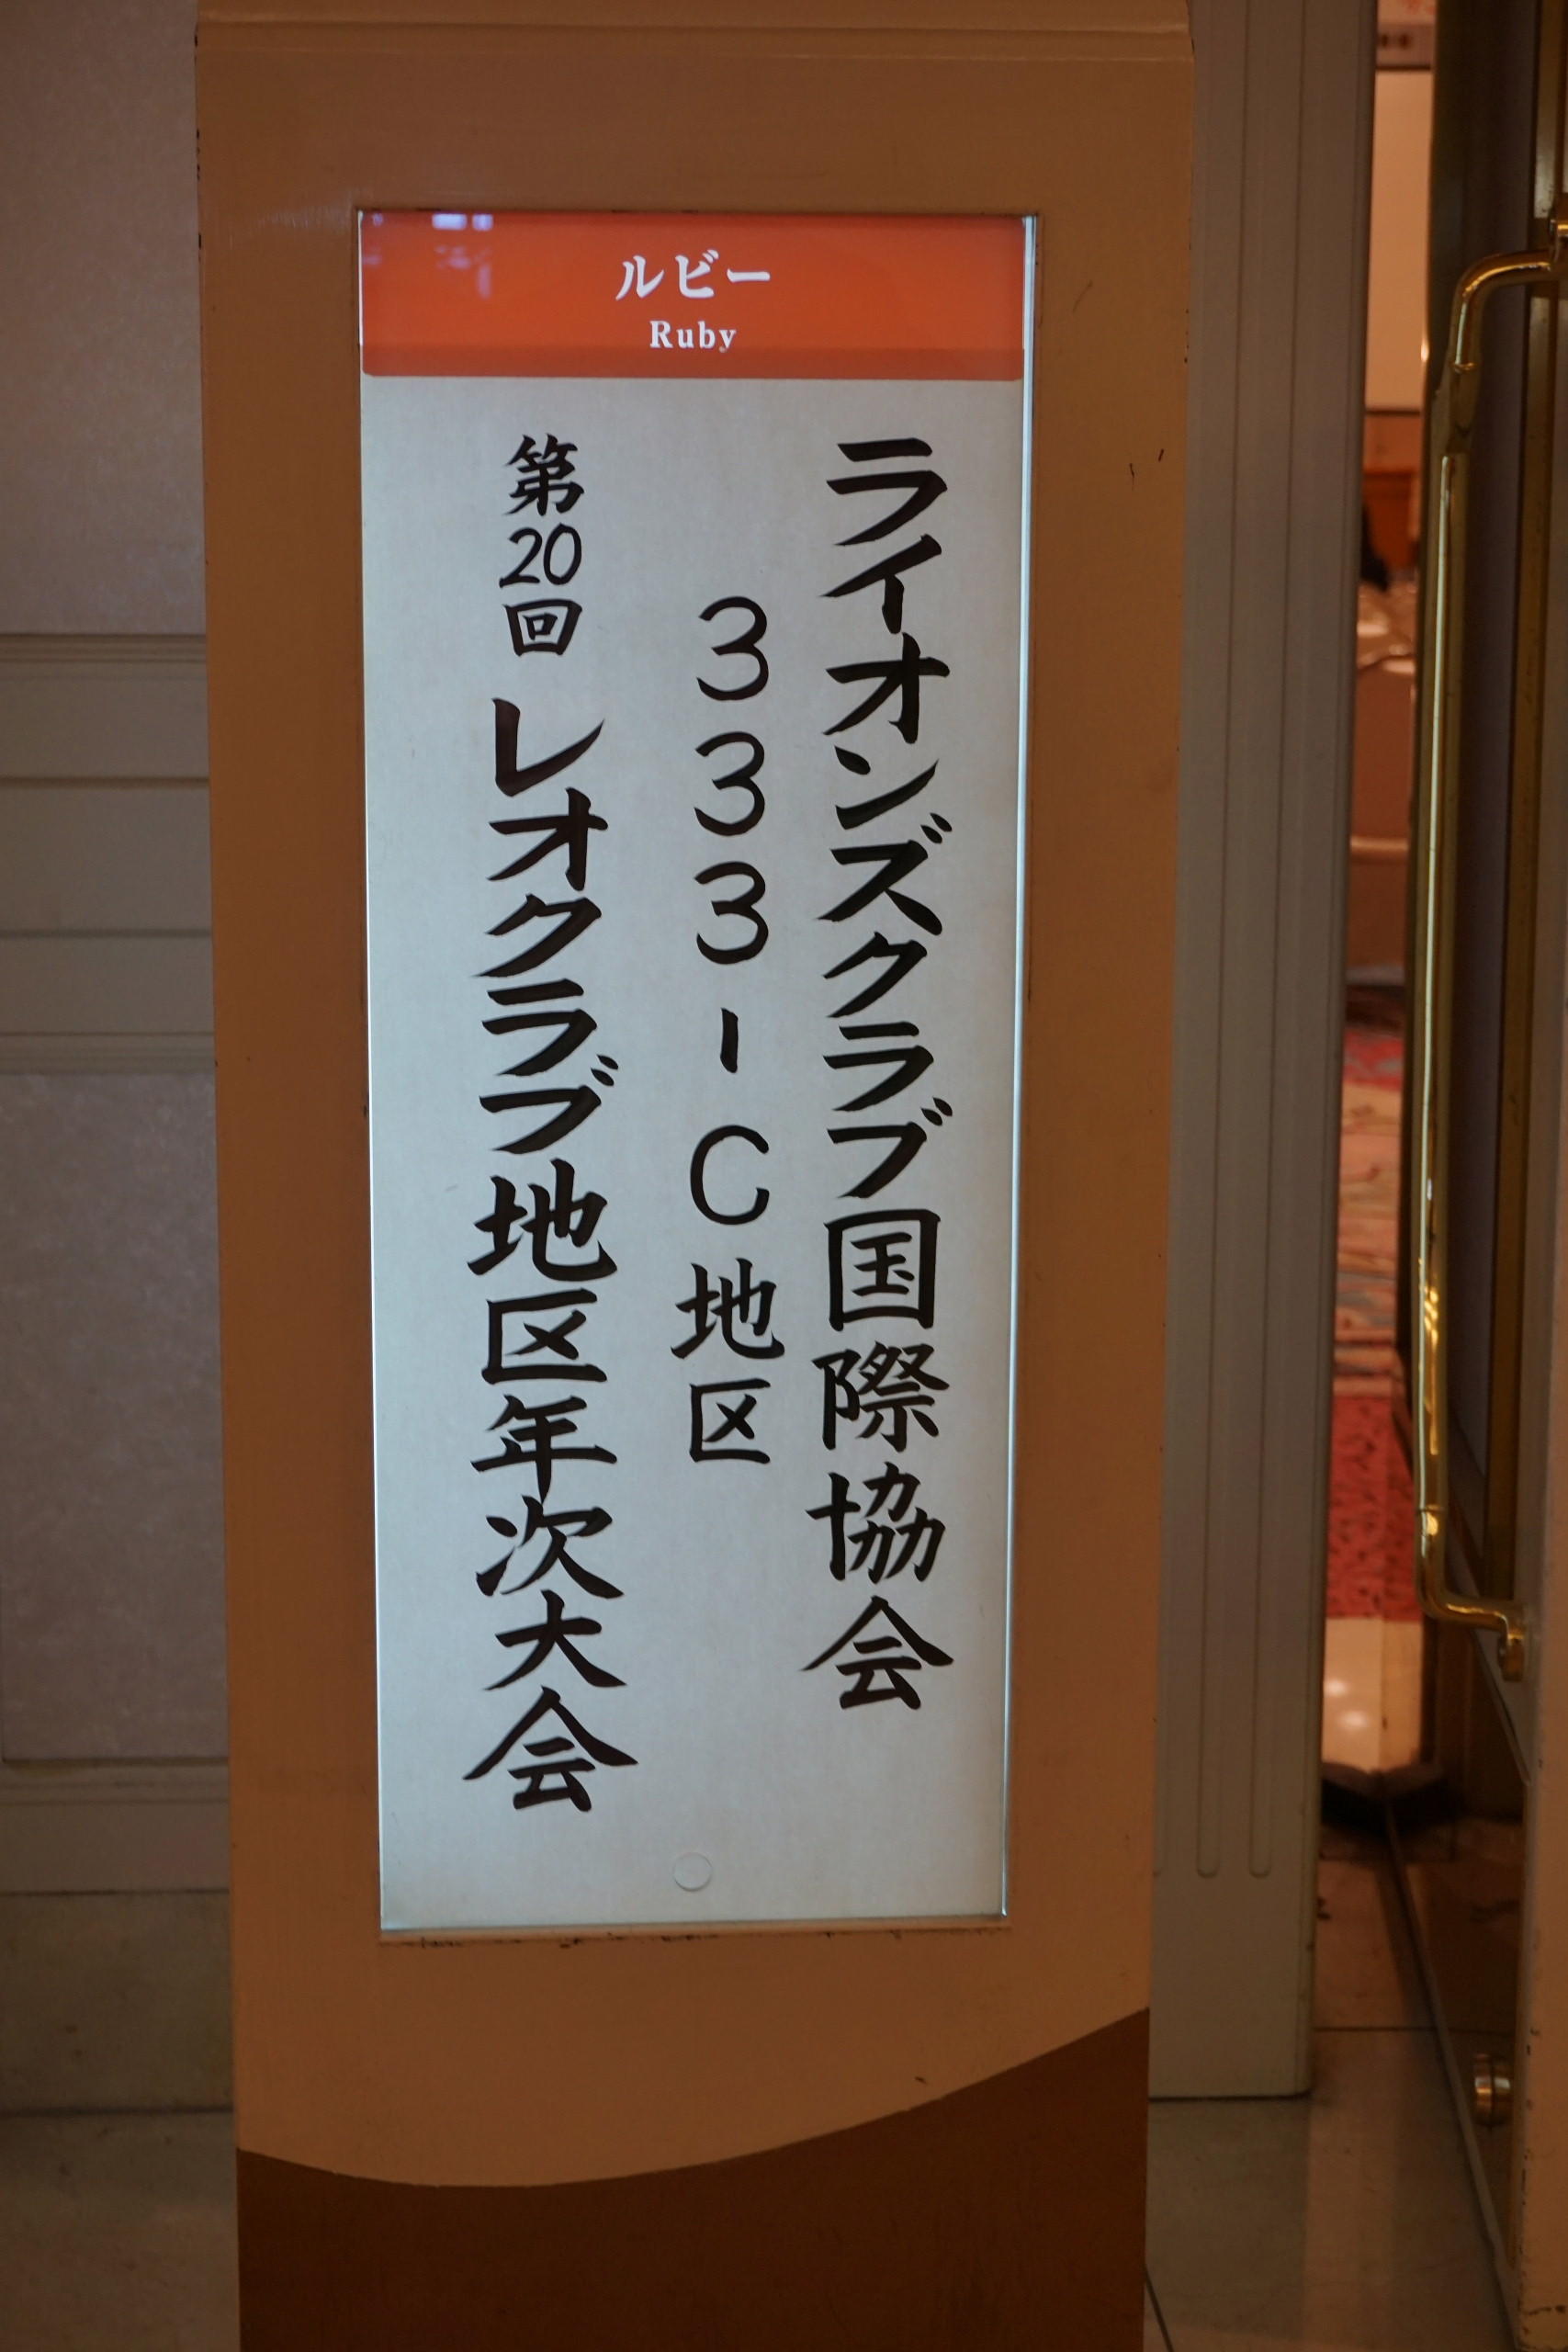 ルビー
Ruby
ライオンズクラブ国際協会
333-C地区
第20回 レオクラブ地区年次大会